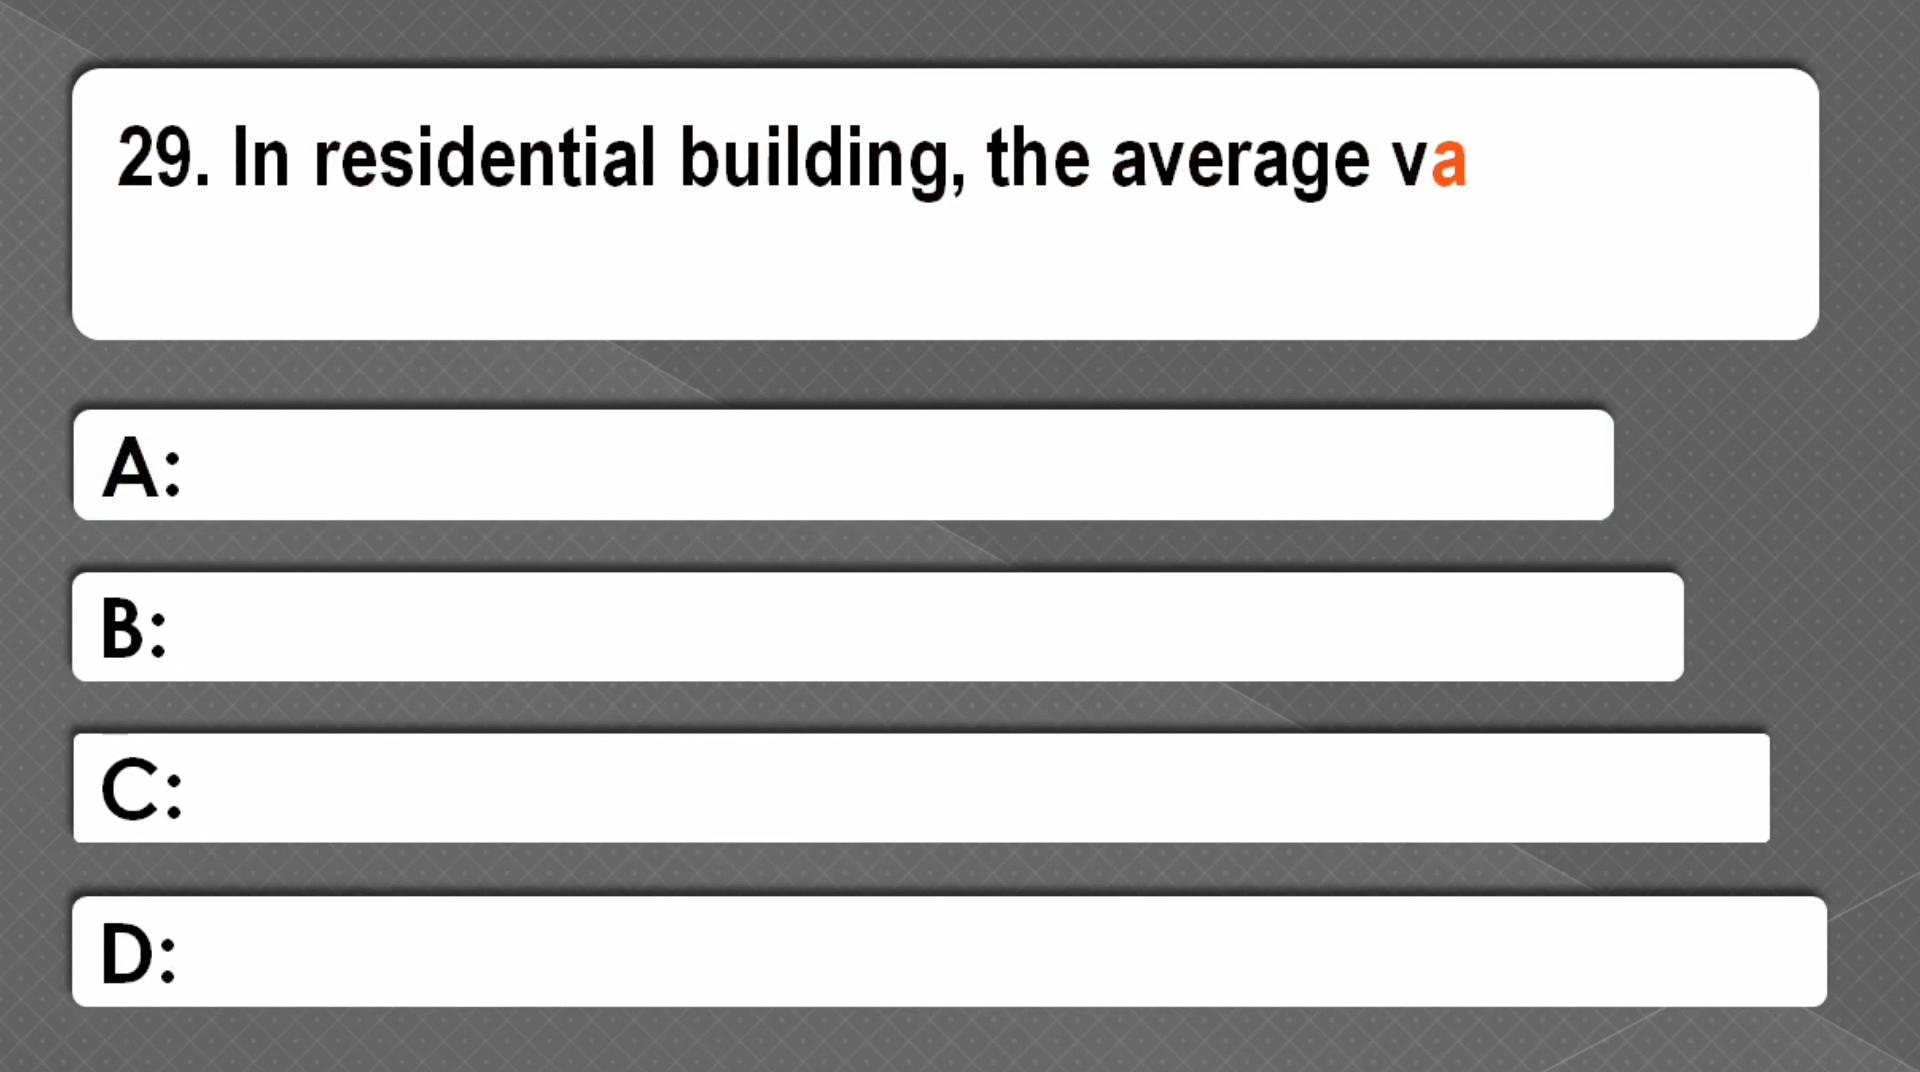 29. In residential building, the average va
A:
B:
C:
D: